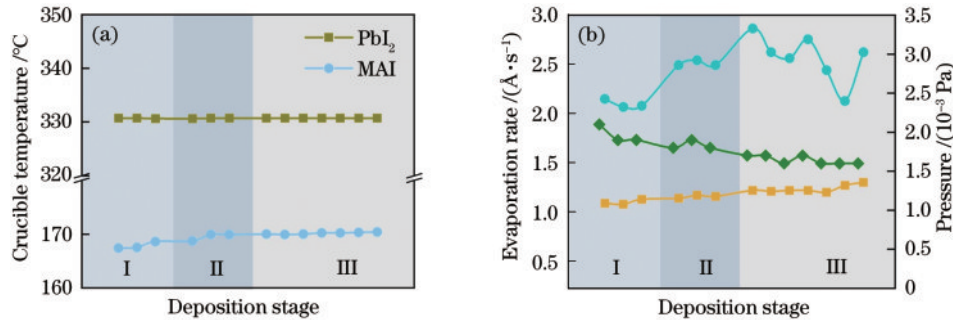 (a)
PbI₂
MAI
Crucible temperature /°C
350
340
330
320
170
160
I
II
III
Deposition stage
(b)
Evaporation rate /(Å·s⁻¹)
3.0
2.5
2.0
1.5
1.0
0.5
Pressure /(10⁻³ Pa)
3.5
3.0
2.5
2.0
1.5
1.0
0.5
0
I
II
III
Deposition stage